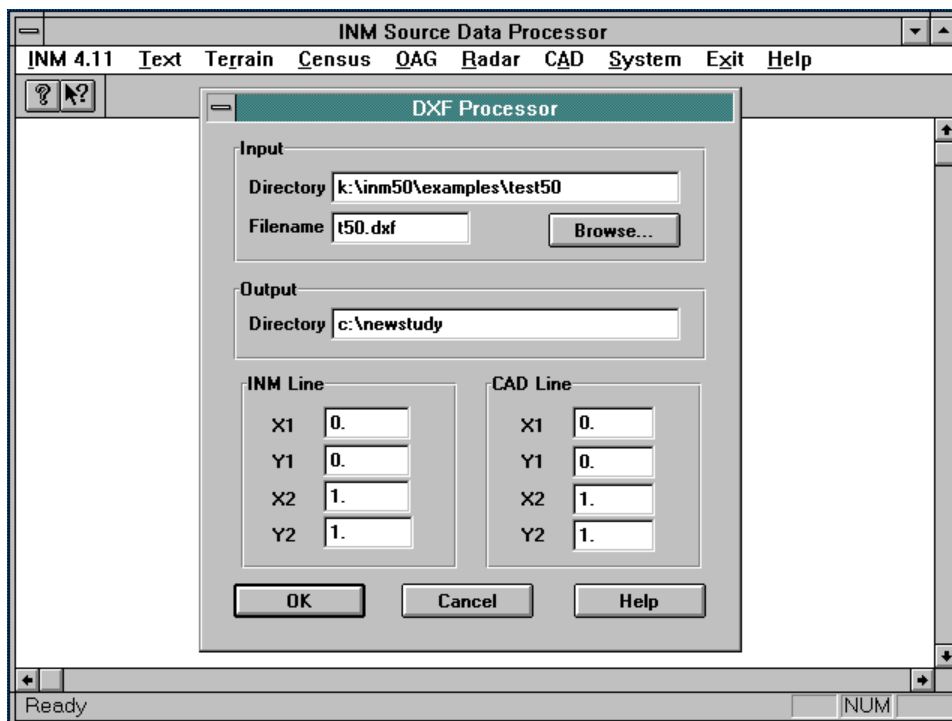 INM Source Data Processor
INM 4.11 Text Terrain Census OAG Radar CAD System Exit Help
? ?
DXF Processor
Input
Directory k:\inm50\examples\test50
Filename t50.dxf Browse...
Output
Directory c:\newstudy
INM Line CAD Line
X1 0. X1 0.
Y1 0. Y1 0.
X2 1. X2 1.
Y2 1. Y2 1.
OK Cancel Help
Ready NUM